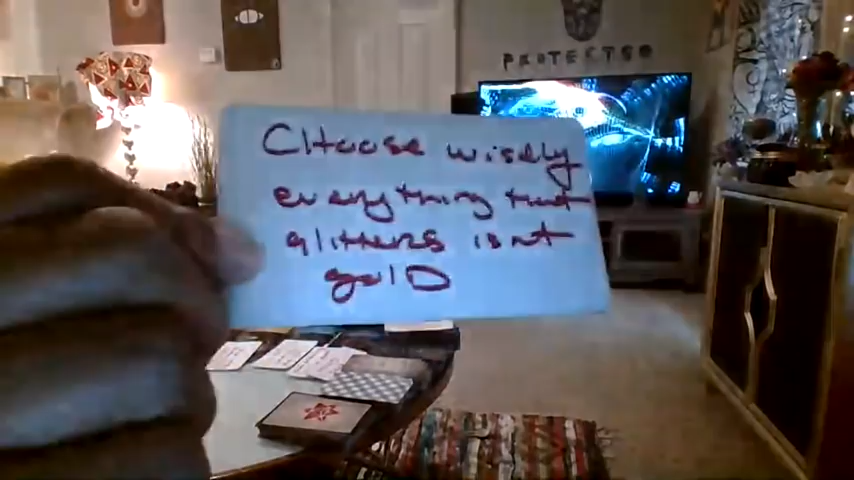 PROTECTED
Choose wisely
everything that
glitters is not
gold